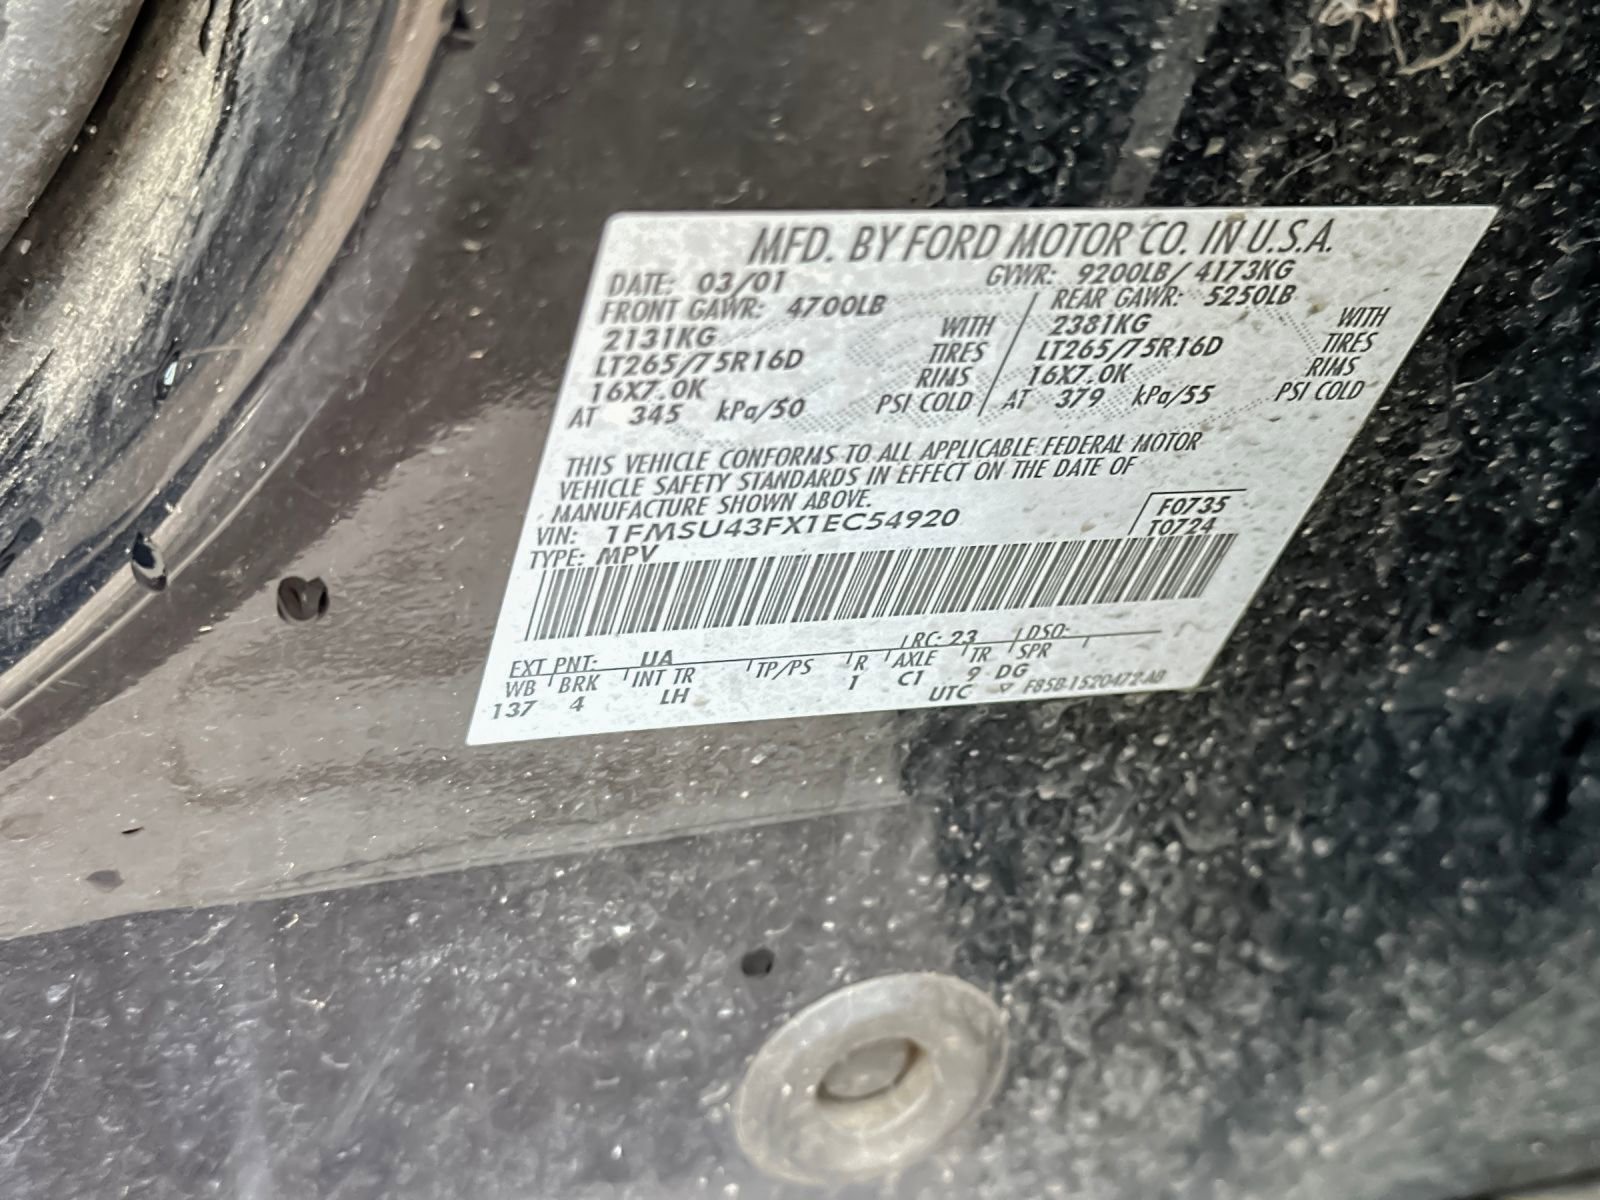 MFD. BY FORD MOTOR CO. IN U.S.A.
DATE: 03/01 GVWR: 9200LB/ 4173KG
FRONT GAWR: 4700LB REAR GAWR: 5250LB
2131KG WITH 2381KG WITH
LT265/75R16D TIRES LT265/75R16D TIRES
16X7.0K RIMS 16X7.0K RIMS
AT 345 kPa/50 PSI COLD AT 379 kPa/55 PSI COLD
THIS VEHICLE CONFORMS TO ALL APPLICABLE FEDERAL MOTOR
VEHICLE SAFETY STANDARDS IN EFFECT ON THE DATE OF
MANUFACTURE SHOWN ABOVE.
VIN: 1FMSU43FX1EC54920 F0735
TYPE: MPV T0724
EXT PNT: UA RC: 23 DSO:
WB BRK INT TR TP/PS R AXLE TR SPR
137 4 LH 1 C1 9 DG
UTC ▽ F85B-1520472-AB